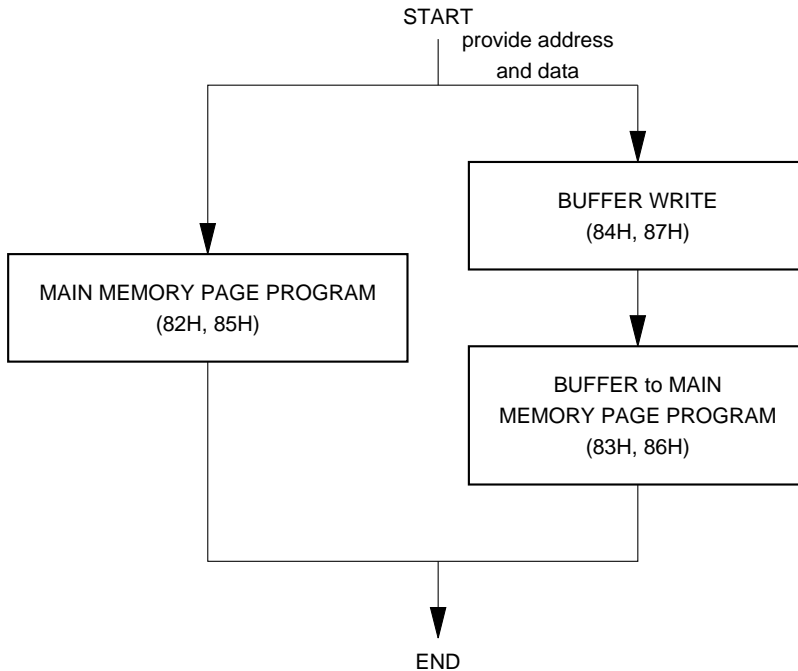 START
provide address
and data
BUFFER WRITE
(84H, 87H)
MAIN MEMORY PAGE PROGRAM
(82H, 85H)
BUFFER to MAIN
MEMORY PAGE PROGRAM
(83H, 86H)
END